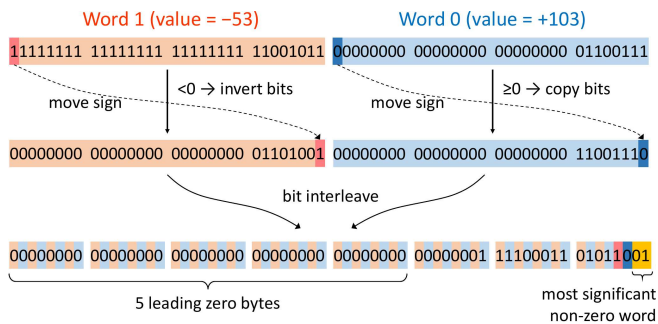 Word 1 (value = −53) Word 0 (value = +103)
11111111 11111111 11111111 11001011 00000000 00000000 00000000 01100111
<0 → invert bits ≥0 → copy bits
move sign move sign
00000000 00000000 00000000 01101001 00000000 00000000 00000000 11001110
bit interleave
00000000 00000000 00000000 00000000 00000000 00000001 11100011 01011001
5 leading zero bytes
most significant
non-zero word